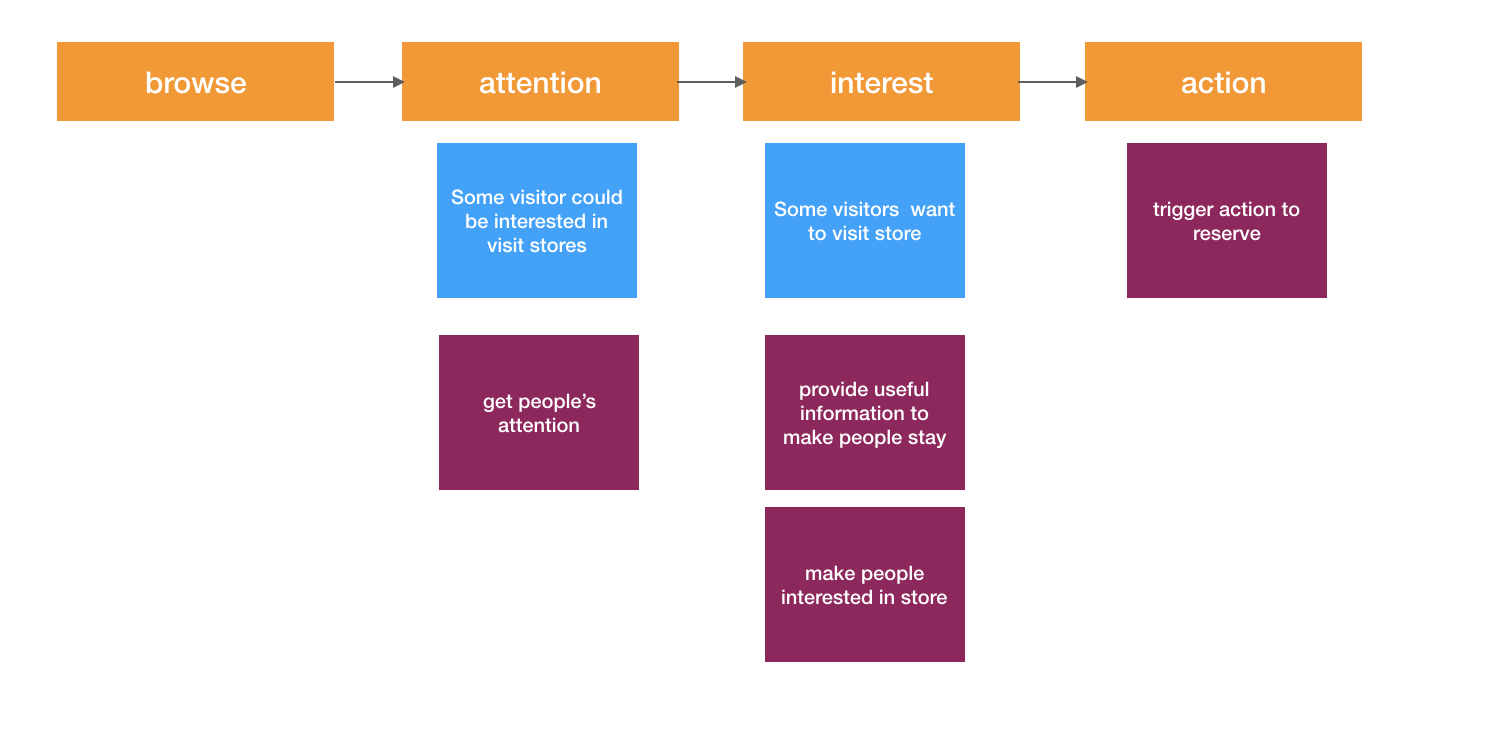 browse
attention
interest
action
Some visitor could
be interested in
visit stores
Some visitors  want
to visit store
trigger action to
reserve
get people’s
attention
provide useful
information to
make people stay
make people
interested in store